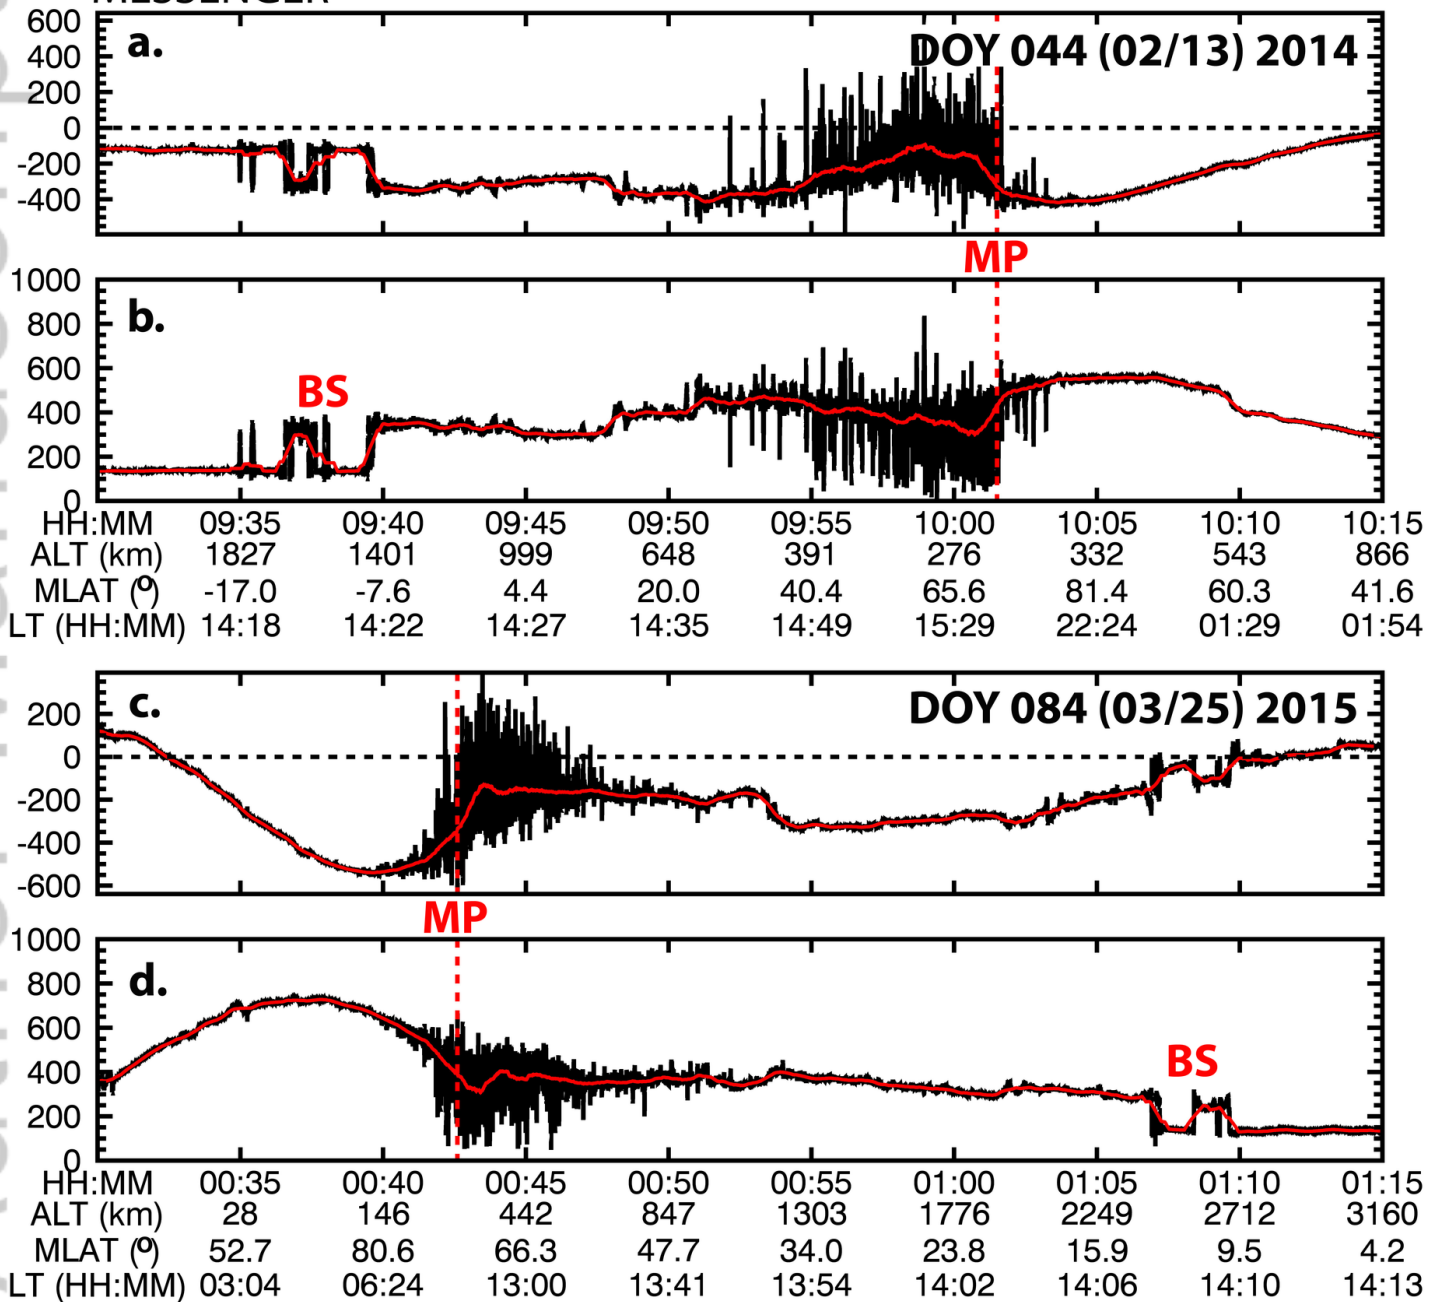 MESSENGER
a.
DOY 044 (02/13) 2014
600
400
200
0
-200
-400
MP
b.
BS
1000
800
600
400
200
0
HH:MM 09:35 09:40 09:45 09:50 09:55 10:00 10:05 10:10 10:15
ALT (km) 1827 1401 999 648 391 276 332 543 866
MLAT (º) -17.0 -7.6 4.4 20.0 40.4 65.6 81.4 60.3 41.6
LT (HH:MM) 14:18 14:22 14:27 14:35 14:49 15:29 22:24 01:29 01:54
c.
DOY 084 (03/25) 2015
200
0
-200
-400
-600
MP
d.
BS
1000
800
600
400
200
0
HH:MM 00:35 00:40 00:45 00:50 00:55 01:00 01:05 01:10 01:15
ALT (km) 28 146 442 847 1303 1776 2249 2712 3160
MLAT (º) 52.7 80.6 66.3 47.7 34.0 23.8 15.9 9.5 4.2
LT (HH:MM) 03:04 06:24 13:00 13:41 13:54 14:02 14:06 14:10 14:13